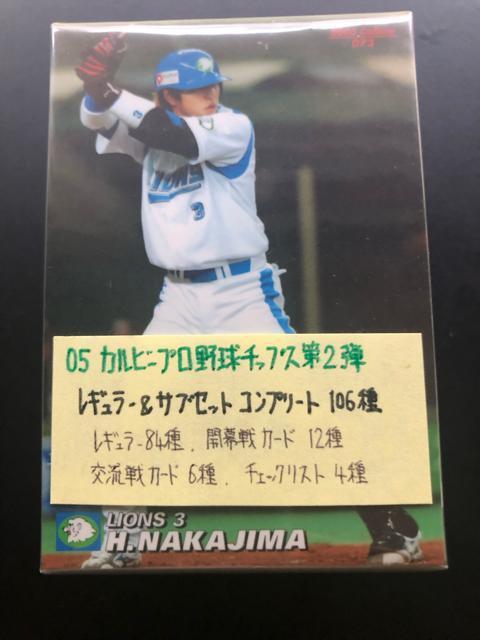 073
LIONS
3
05 カルビープロ野球チップス第2弾
レギュラー&サブセット コンプリート 106種
レギュラー84種、開幕戦カード 12種
交流戦カード 6種、チェックリスト 4種
LIONS 3
H.NAKAJIMA